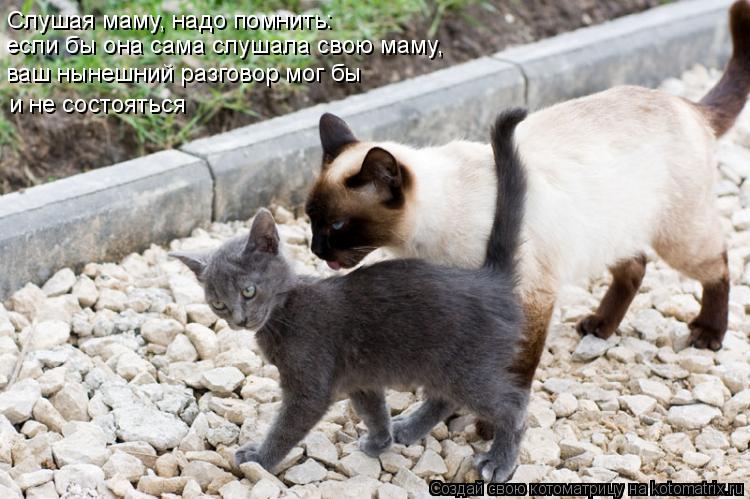 Слушая маму, надо помнить:
если бы она сама слушала свою маму,
ваш нынешний разговор мог бы
и не состояться
Создай свою котоматрицу на kotomatrix.ru